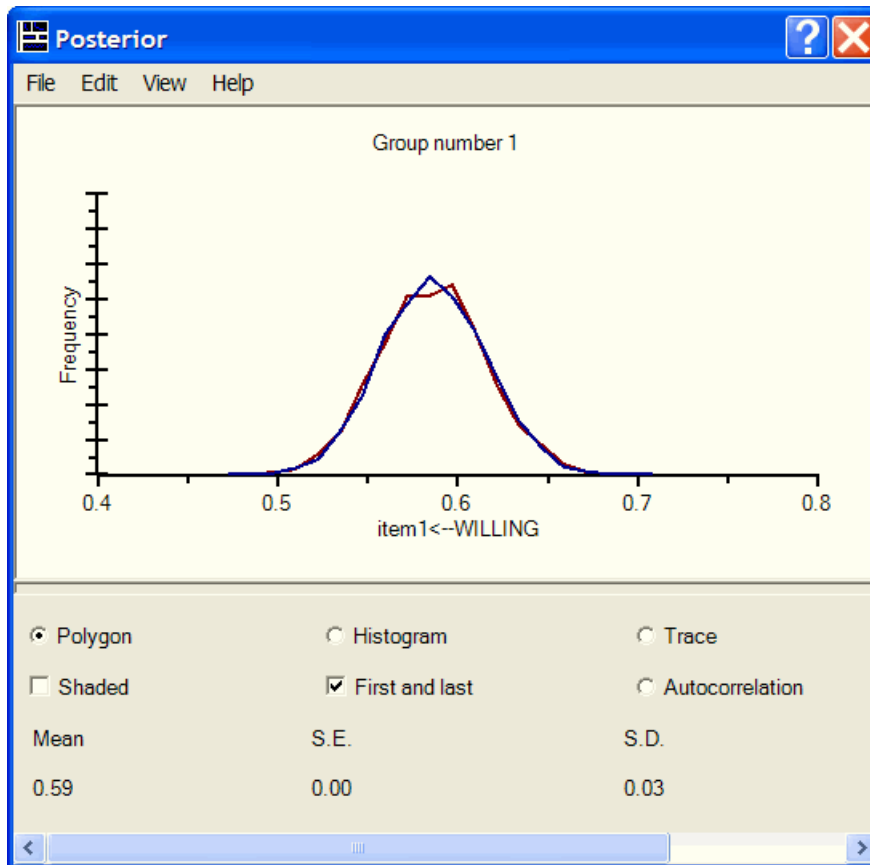 Posterior
File Edit View Help
Group number 1
Frequency
0.4 0.5 0.6 0.7 0.8
item1<--WILLING
Polygon Histogram Trace
Shaded First and last Autocorrelation
Mean S.E. S.D.
0.59 0.00 0.03